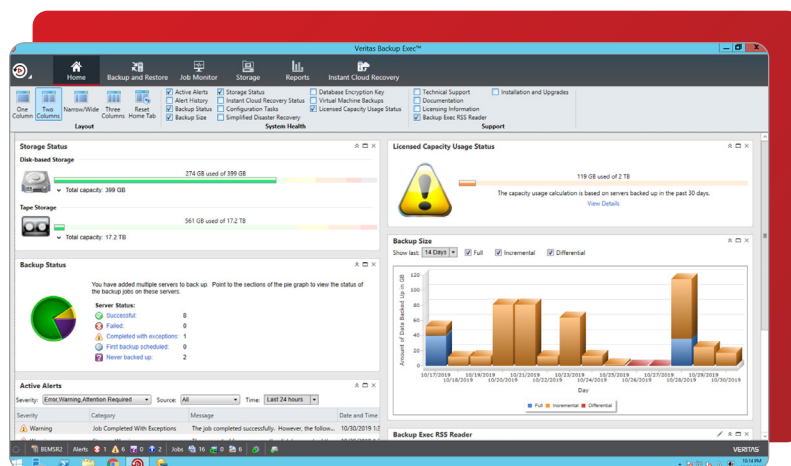 Veritas Backup Exec™
Home
Backup and Restore
Job Monitor
Storage
Reports
Instant Cloud Recovery
One Column
Two Columns
Narrow/Wide
Three Columns
Reset Home Tab
Layout
Active Alerts
Alert History
Backup Status
Backup Size
Storage Status
Instant Cloud Recovery Status
Configuration Tasks
Simplified Disaster Recovery
Database Encryption Key
Virtual Machine Backups
Licensed Capacity Usage Status
System Health
Technical Support
Documentation
Licensing Information
Backup Exec RSS Reader
Installation and Upgrades
Support
Storage Status
Disk-based Storage
274 GB used of 399 GB
Total capacity: 399 GB
Tape Storage
561 GB used of 17.2 TB
Total capacity: 17.2 TB
Backup Status
You have added multiple servers to back up. Point to the sections of the pie graph to view the status of
the backup jobs on these servers.
Server Status:
Successful: 8
Failed: 0
Completed with exceptions: 1
First backup scheduled: 0
Never backed up: 2
Active Alerts
Severity: Error,Warning,Attention Required Source: All Time: Last 24 hours
Severity Category Message Date and Time
Warning Job Completed With Exceptions The job completed successfully. However, the follow... 10/30/2019 1:
Licensed Capacity Usage Status
119 GB used of 2 TB
The capacity usage calculation is based on servers backed up in the past 30 days.
View Details
Backup Size
Show last: 14 Days Full Incremental Differential
Amount of Data Backed Up in GB
120
100
80
60
40
20
0
10/17/2019 10/19/2019 10/21/2019 10/23/2019 10/25/2019 10/27/2019 10/29/2019
10/18/2019 10/20/2019 10/22/2019 10/24/2019 10/26/2019 10/28/2019 10/30/2019
Day
Full Incremental Differential
Backup Exec RSS Reader
BEMSR2 Alerts 1 6 0 2 Jobs 16 0 6
VERITAS
10:14 PM